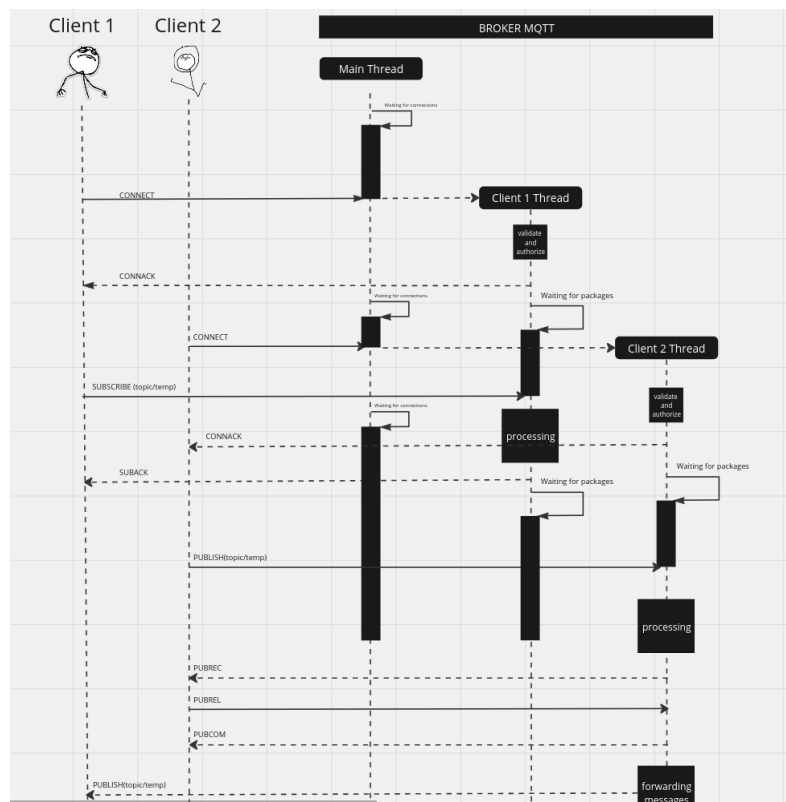 Client 1
Client 2
BROKER MQTT
Main Thread
Waiting for connections
CONNECT
Client 1 Thread
validate
and
authorize
CONNACK
Waiting for packages
Waiting for connections
CONNECT
Client 2 Thread
SUBSCRIBE (topic/temp)
validate
and
authorize
Waiting for connections
CONNACK
processing
Waiting for packages
SUBACK
Waiting for packages
PUBLISH(topic/temp)
processing
PUBREC
PUBREL
PUBCOM
PUBLISH(topic/temp)
forwarding
messages